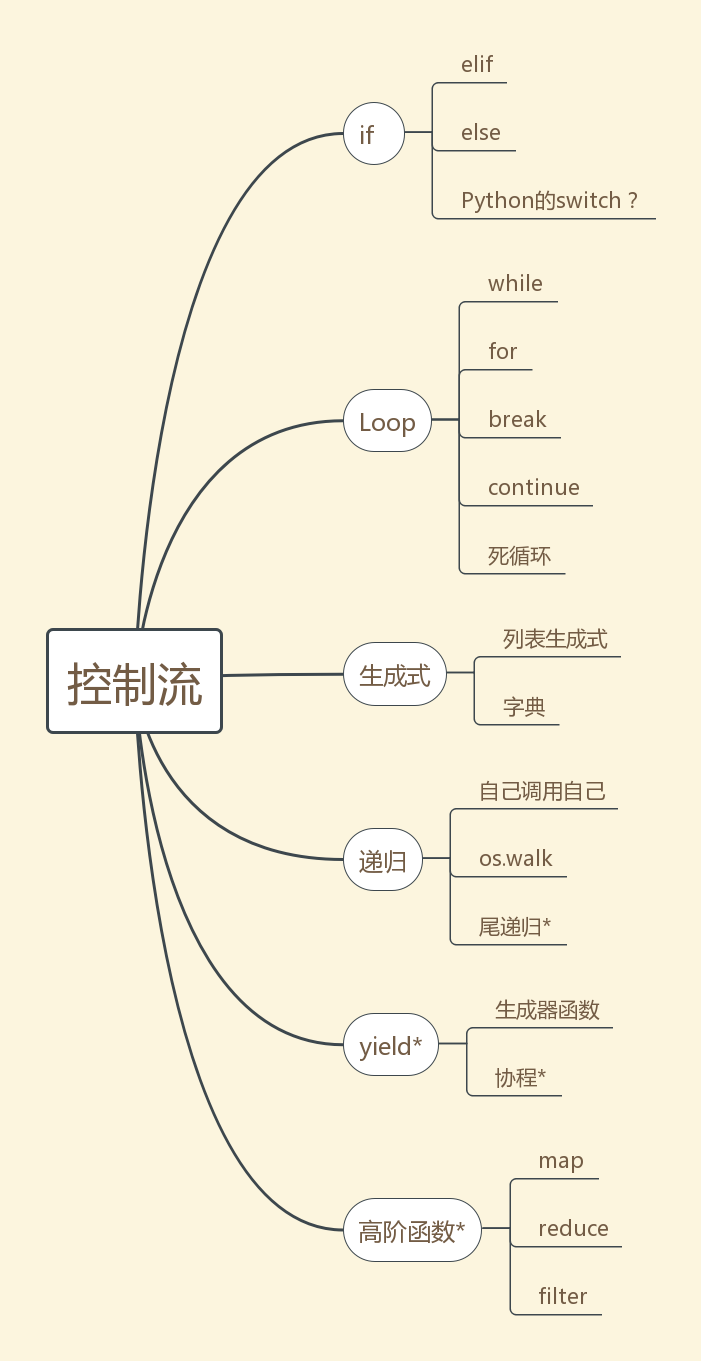 控制流
if
elif
else
Python的switch？
Loop
while
for
break
continue
死循环
生成式
列表生成式
字典
递归
自己调用自己
os.walk
尾递归*
yield*
生成器函数
协程*
高阶函数*
map
reduce
filter